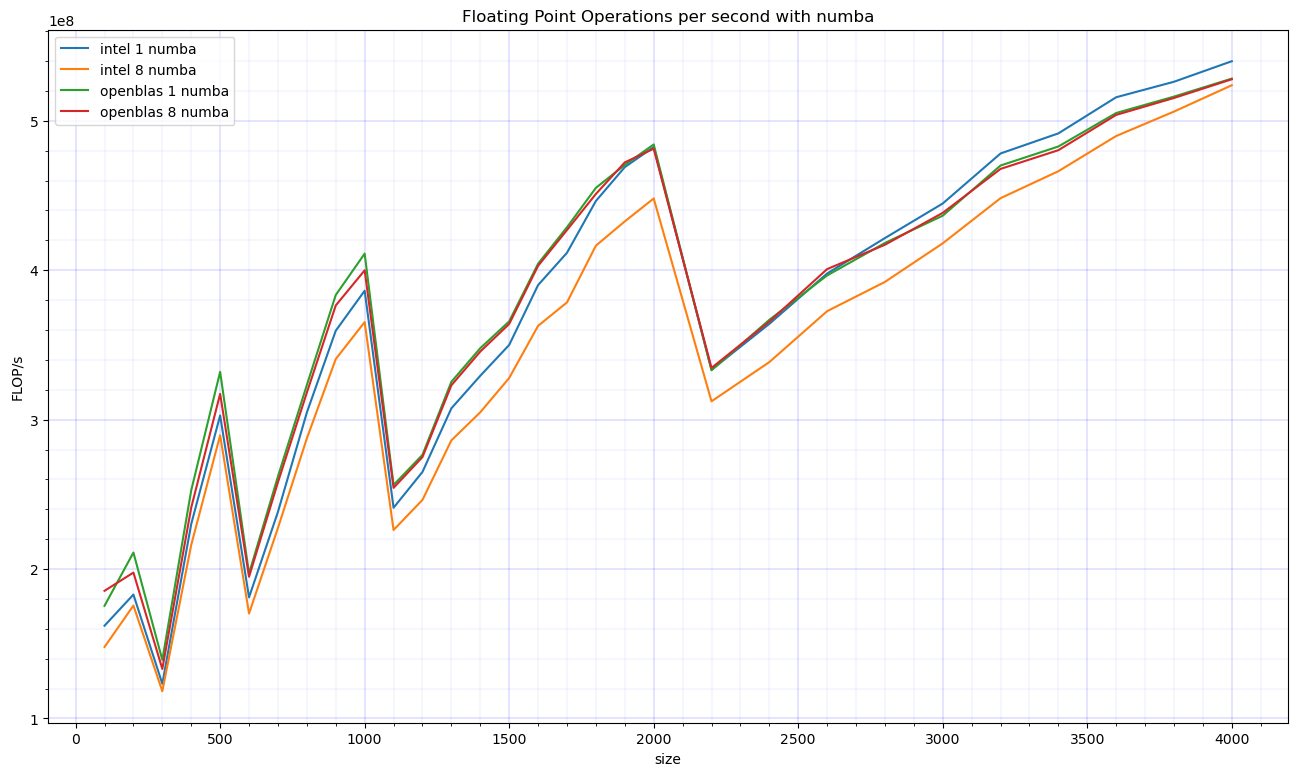 Floating Point Operations per second with numba
1e8
intel 1 numba
intel 8 numba
openblas 1 numba
openblas 8 numba
5
4
3
2
1
FLOP/s
0 500 1000 1500 2000 2500 3000 3500 4000
size